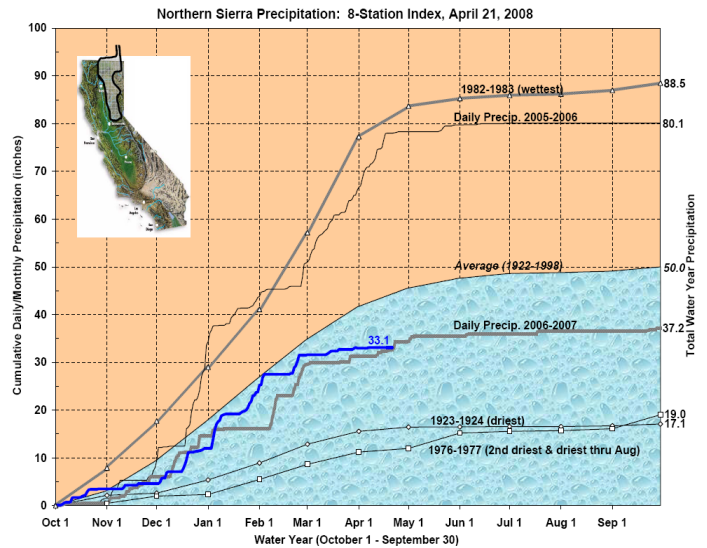 Northern Sierra Precipitation: 8-Station Index, April 21, 2008
Cumulative Daily/Monthly Precipitation (inches)
100
90
80
70
60
50
40
30
20
10
0
1982-1983 (wettest)
88.5
Daily Precip. 2005-2006
80.1
Average (1922-1998)
50.0
Daily Precip. 2006-2007
37.2
33.1
1923-1924 (driest)
19.0
17.1
1976-1977 (2nd driest & driest thru Aug)
Total Water Year Precipitation
Oct 1 Nov 1 Dec 1 Jan 1 Feb 1 Mar 1 Apr 1 May 1 Jun 1 Jul 1 Aug 1 Sep 1
Water Year (October 1 - September 30)